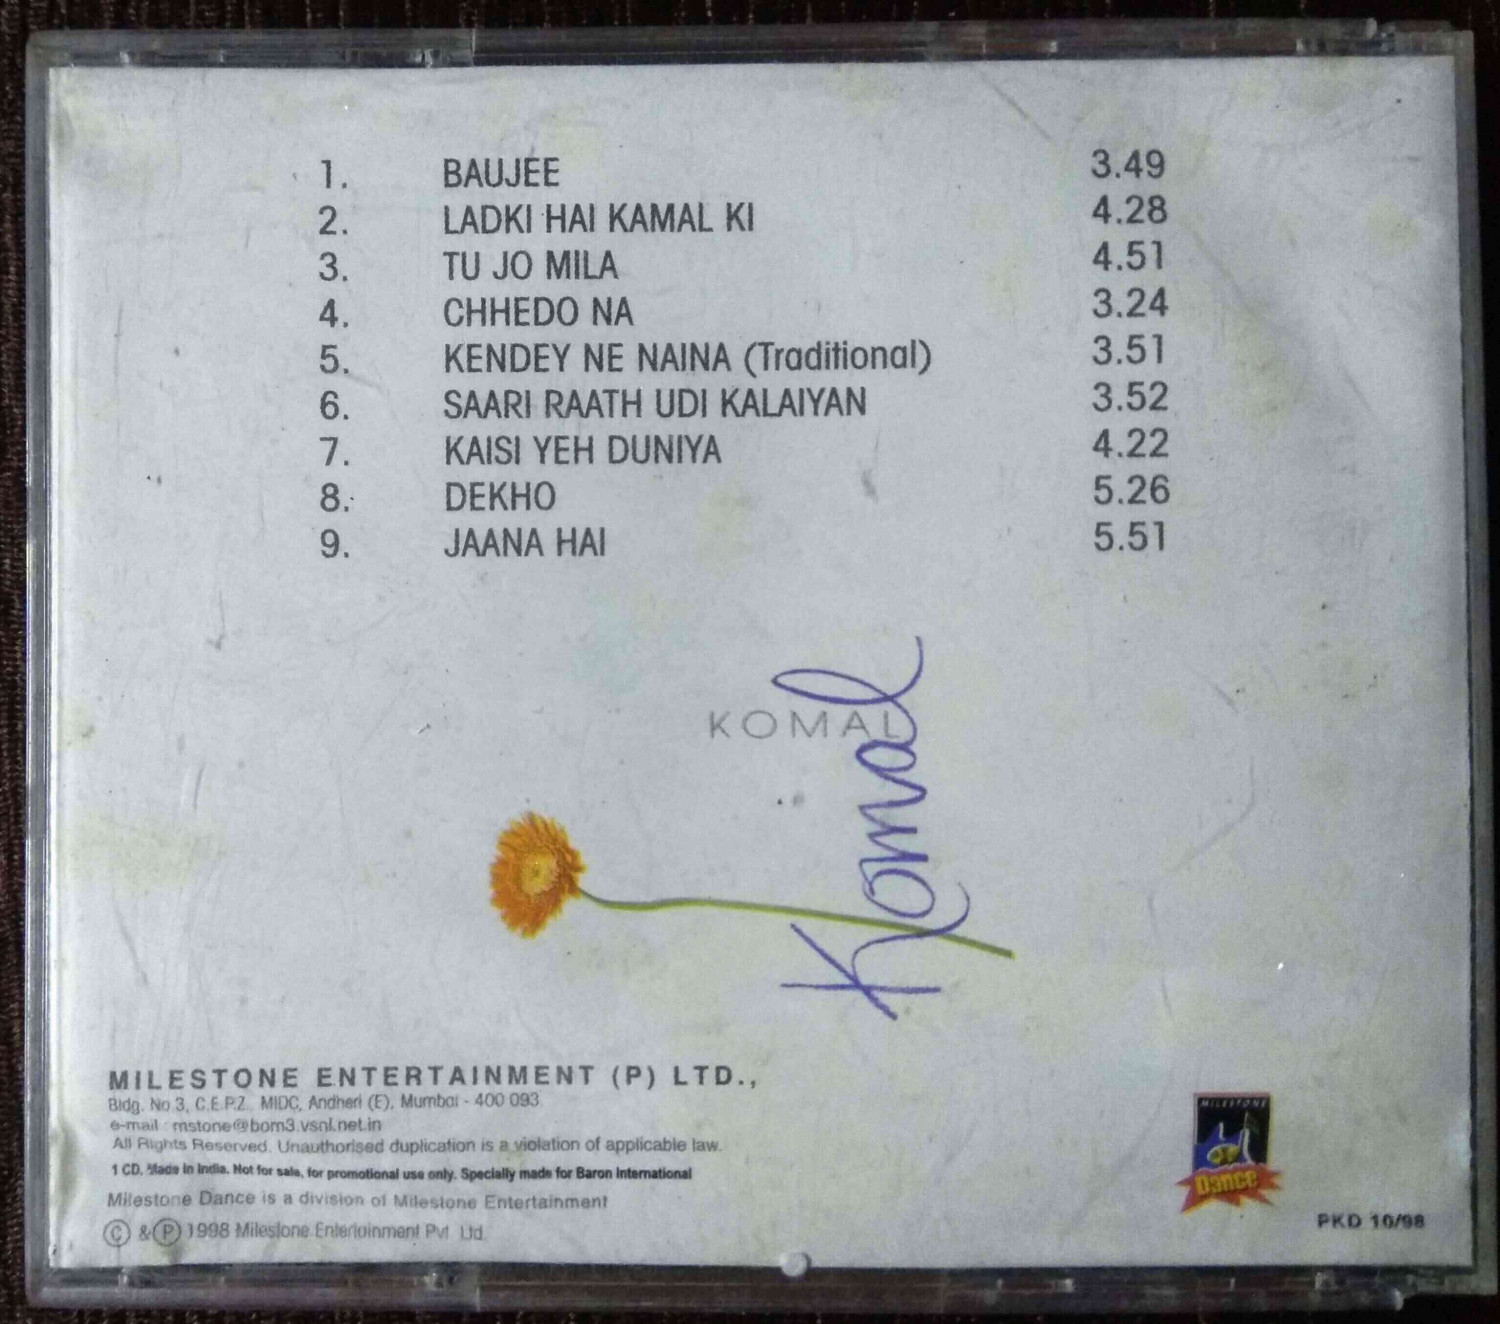 1. BAUJEE 3.49
2. LADKI HAI KAMAL KI 4.28
3. TU JO MILA 4.51
4. CHHEDO NA 3.24
5. KENDEY NE NAINA (Traditional) 3.51
6. SAARI RAATH UDI KALAIYAN 3.52
7. KAISI YEH DUNIYA 4.22
8. DEKHO 5.26
9. JAANA HAI 5.51
KOMAL
Komal
MILESTONE ENTERTAINMENT (P) LTD.,
Bldg. No 3, C.E.P.Z. MIDC, Andheri (E), Mumbai - 400 093
e-mail : mstone@bom3.vsnl.net.in
All Rights Reserved. Unauthorised duplication is a violation of applicable law.
1 CD. Made in India. Not for sale, for promotional use only. Specially made for Baron International
Milestone Dance is a division of Milestone Entertainment
© & ℗ 1998 Milestone Entertainment Pvt Ltd.
MILESTONE
Dance
PKD 10/98